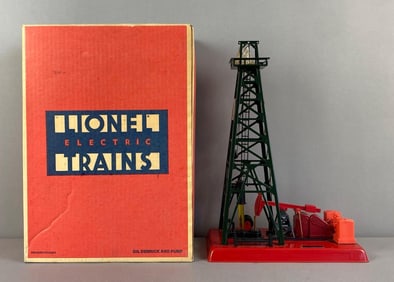 LIONEL
ELECTRIC
TRAINS
OIL DERRICK AND PUMP